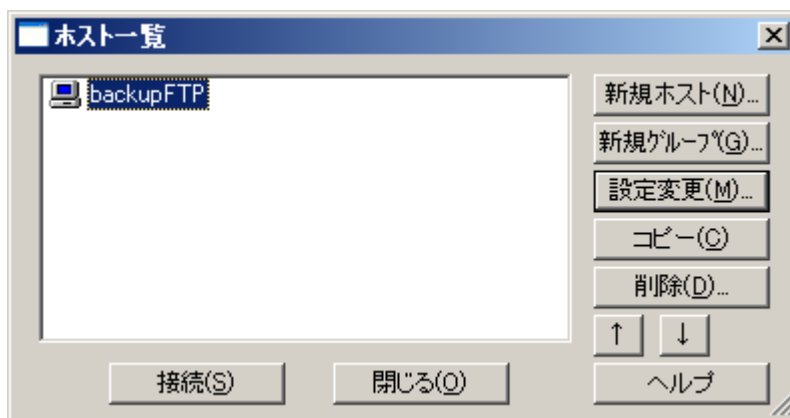 ホスト一覧
backupFTP
新規ホスト(N)...
新規ｸﾞﾙｰﾌﾟ(G)...
設定変更(M)...
コピー(C)
削除(D)...
↑ ↓
接続(S) 閉じる(O) ヘルプ